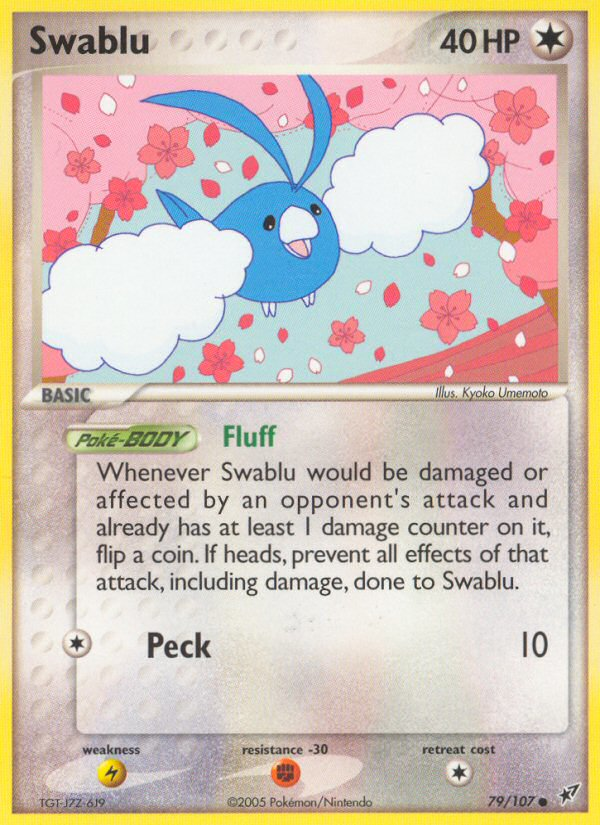 Swablu
40 HP
BASIC
Illus. Kyoko Umemoto
Poké-BODY Fluff
Whenever Swablu would be damaged or
affected by an opponent's attack and
already has at least 1 damage counter on it,
flip a coin. If heads, prevent all effects of that
attack, including damage, done to Swablu.
Peck 10
weakness resistance -30 retreat cost
TGT-J7Z-6J9 ©2005 Pokémon/Nintendo 79/107